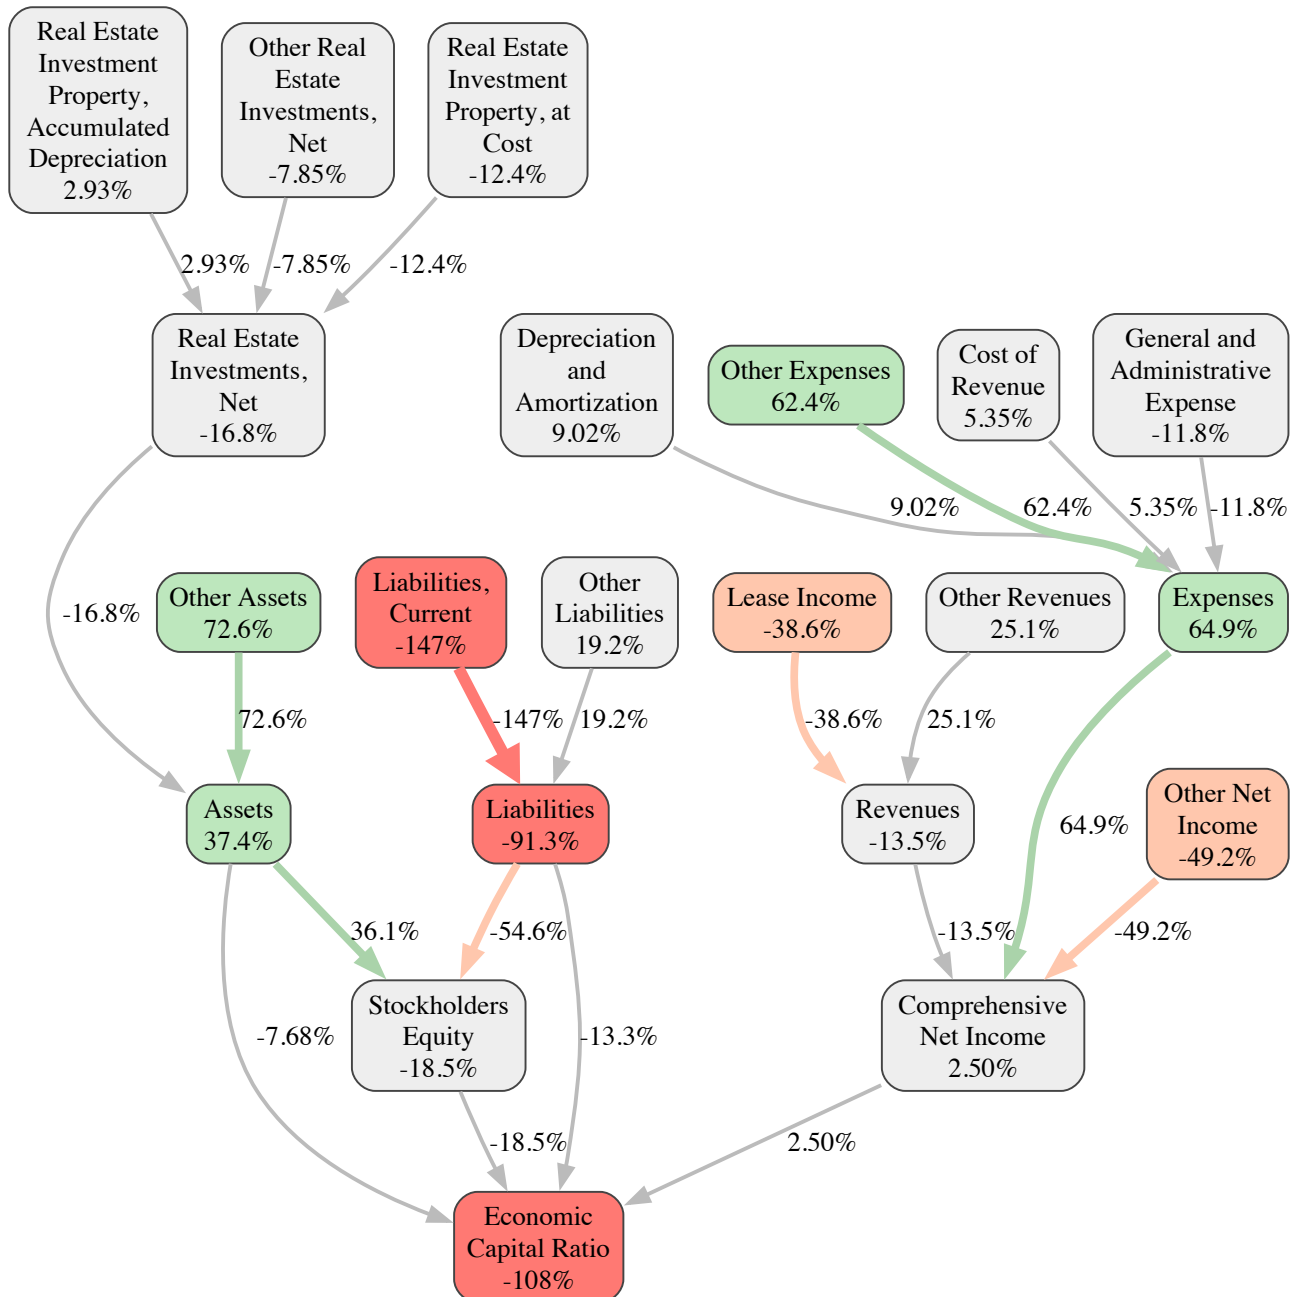 Real Estate
Investment
Property,
Accumulated
Depreciation
2.93%
Other Real
Estate
Investments,
Net
-7.85%
Real Estate
Investment
Property, at
Cost
-12.4%
2.93%
-7.85%
-12.4%
Real Estate
Investments,
Net
-16.8%
Depreciation
and
Amortization
9.02%
Other Expenses
62.4%
Cost of
Revenue
5.35%
General and
Administrative
Expense
-11.8%
9.02%
62.4%
5.35%
-11.8%
-16.8%
Other Assets
72.6%
Liabilities,
Current
-147%
Other
Liabilities
19.2%
Lease Income
-38.6%
Other Revenues
25.1%
Expenses
64.9%
72.6%
-147%
19.2%
-38.6%
25.1%
Assets
37.4%
Liabilities
-91.3%
Revenues
-13.5%
64.9%
Other Net
Income
-49.2%
36.1%
-54.6%
-13.5%
-49.2%
-7.68%
Stockholders
Equity
-18.5%
-13.3%
Comprehensive
Net Income
2.50%
-18.5%
2.50%
Economic
Capital Ratio
-108%